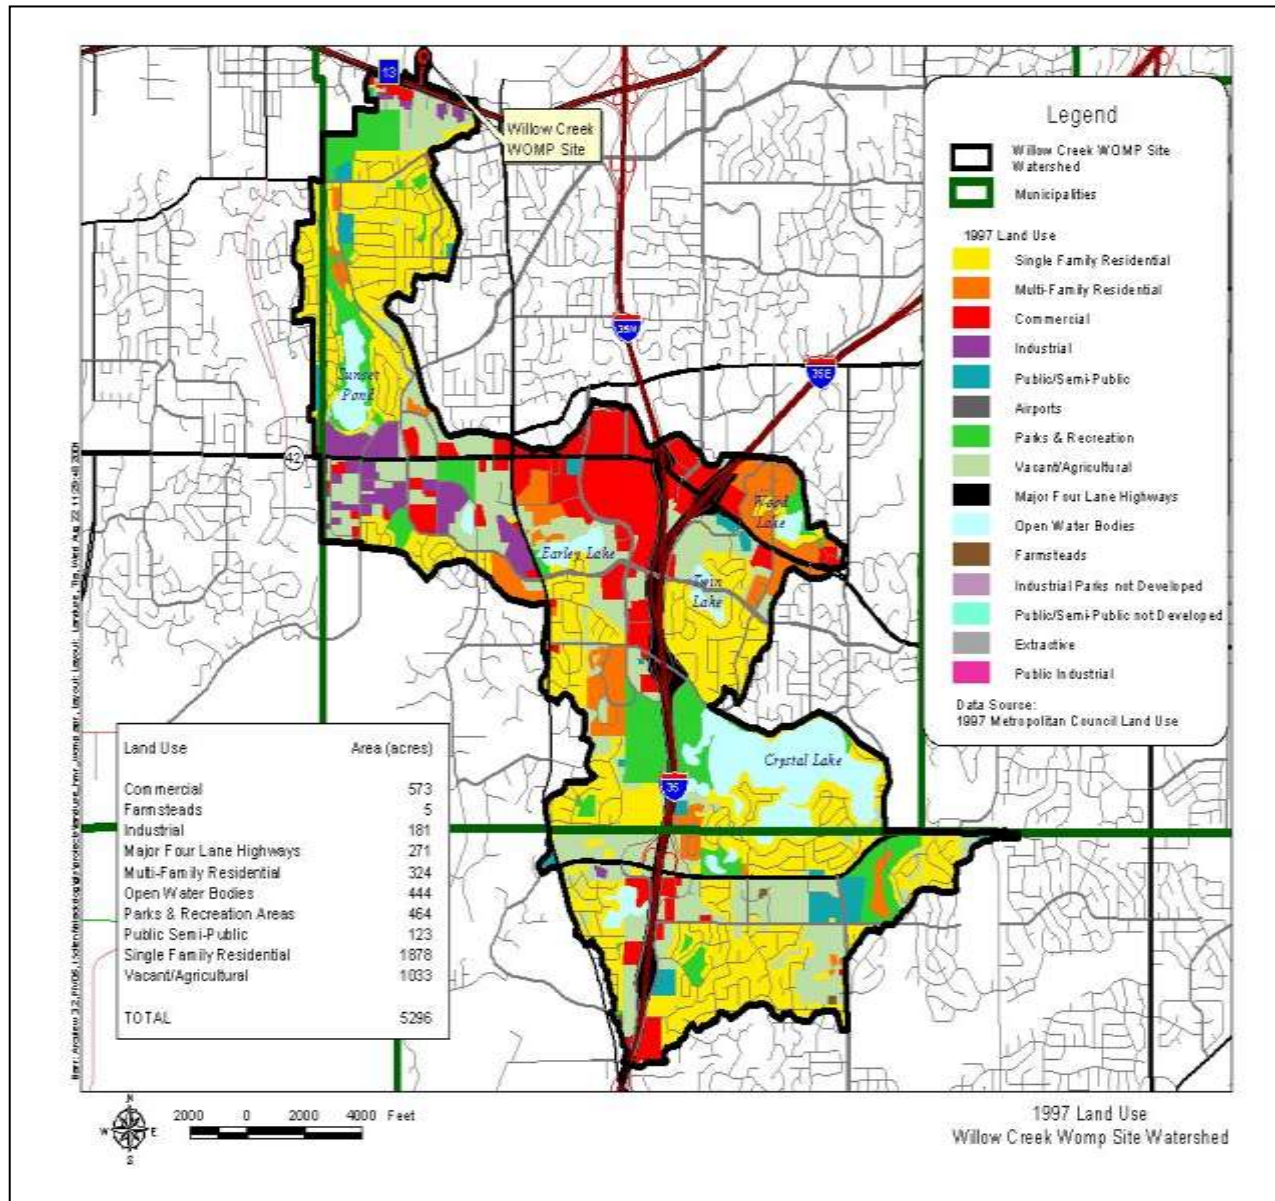 13
Willow Creek
WOMP Site
Legend
Willow Creek WOMP Site
Watershed
Municipalities
1997 Land Use
Single Family Residential
Multi-Family Residential
Commercial
Industrial
Public/Semi-Public
Airports
Parks & Recreation
Vacant/Agricultural
Major Four Lane Highways
Open Water Bodies
Farmsteads
Industrial Parks not Developed
Public/Semi-Public not Developed
Extractive
Public Industrial
Data Source:
1997 Metropolitan Council Land Use
35W
35E
Sunset
Pond
42
Wood
Lake
Earley Lake
Twin
Lake
Crystal Lake
35
Land Use Area (acres)
Commercial 573
Farmsteads 5
Industrial 181
Major Four Lane Highways 271
Multi-Family Residential 324
Open Water Bodies 444
Parks & Recreation Areas 464
Public Semi-Public 123
Single Family Residential 1878
Vacant/Agricultural 1033
TOTAL 5296
N
W E
S
2000 0 2000 4000 Feet
1997 Land Use
Willow Creek Womp Site Watershed